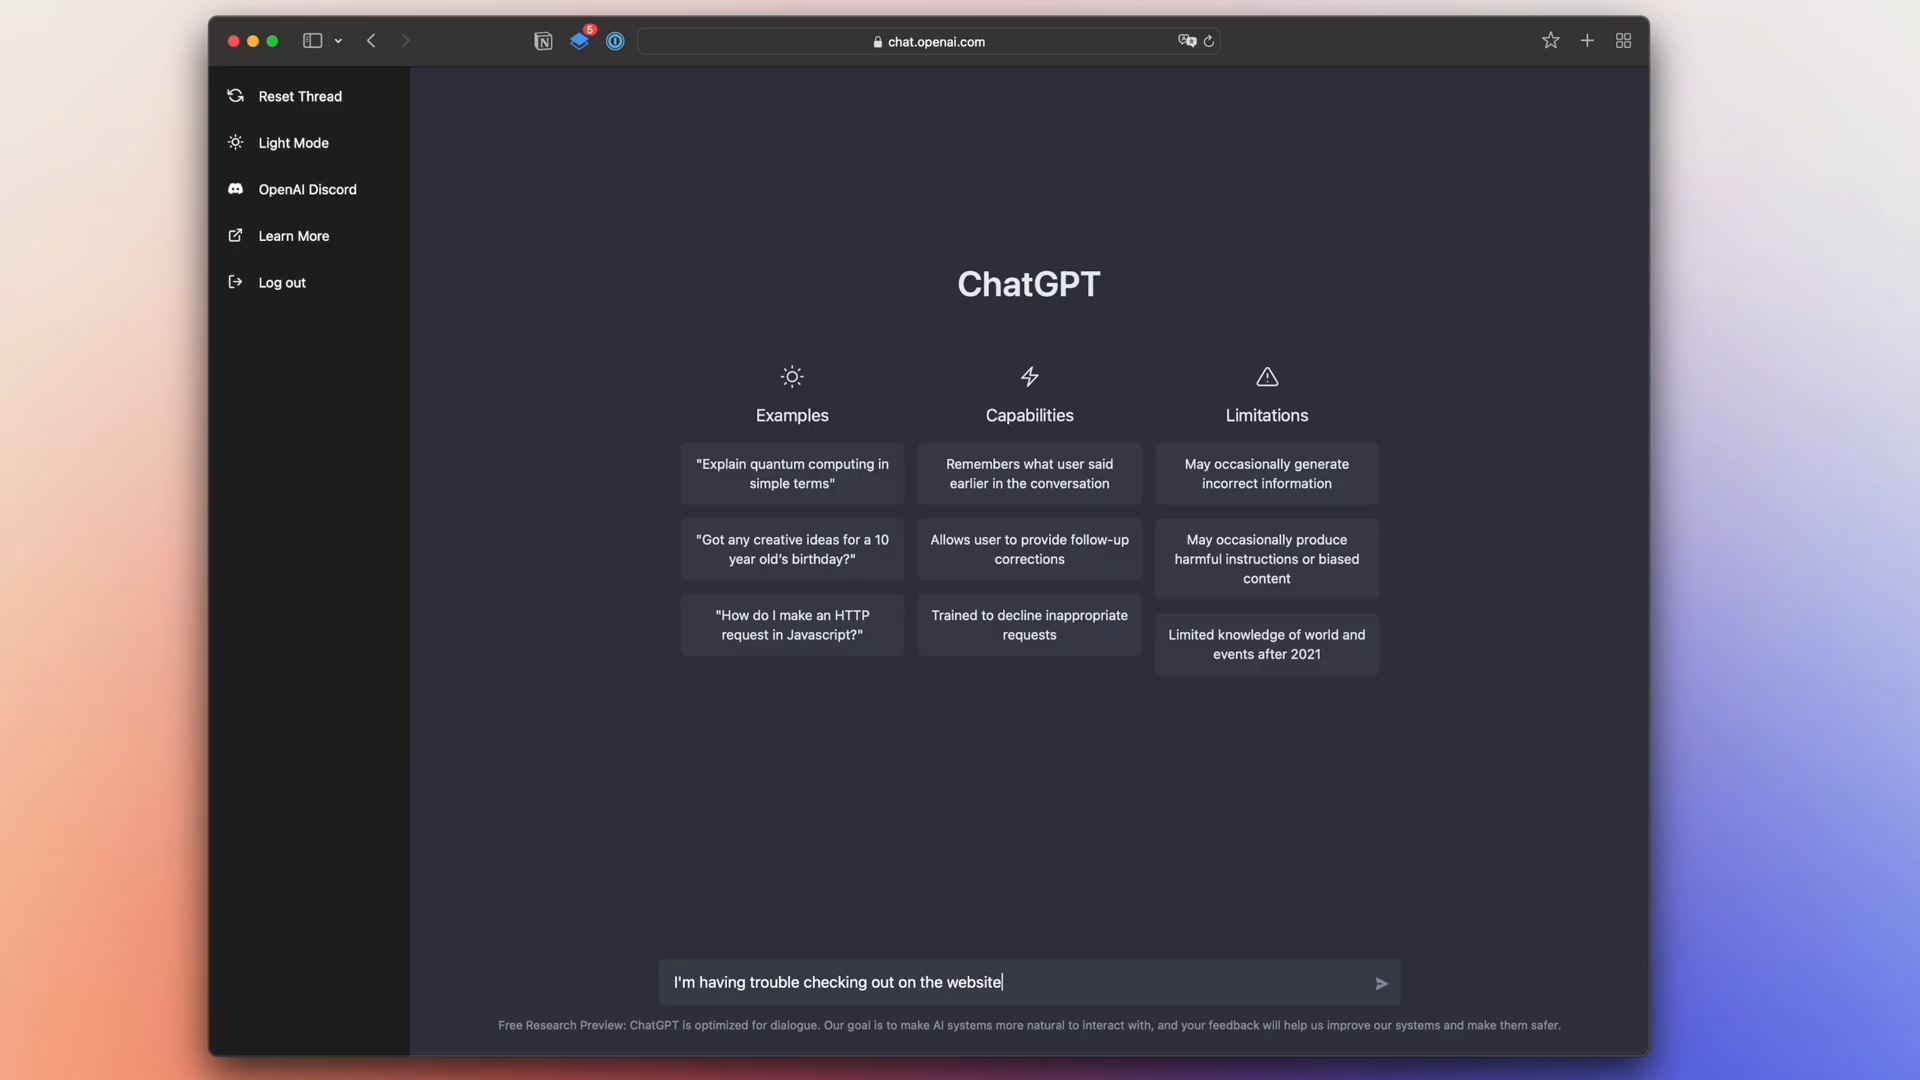 5
chat.openai.com
Reset Thread
Light Mode
OpenAI Discord
Learn More
Log out
ChatGPT
Examples
"Explain quantum computing in
simple terms"
"Got any creative ideas for a 10
year old's birthday?"
"How do I make an HTTP
request in Javascript?"
Capabilities
Remembers what user said
earlier in the conversation
Allows user to provide follow-up
corrections
Trained to decline inappropriate
requests
Limitations
May occasionally generate
incorrect information
May occasionally produce
harmful instructions or biased
content
Limited knowledge of world and
events after 2021
I'm having trouble checking out on the website
Free Research Preview: ChatGPT is optimized for dialogue. Our goal is to make AI systems more natural to interact with, and your feedback will help us improve our systems and make them safer.